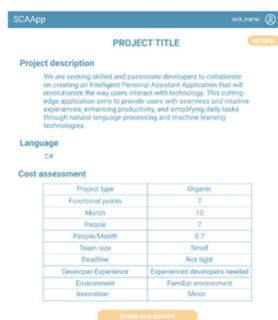 SCAApp
nick_name
PROJECT TITLE
RETURN
Project description
We are seeking skilled and passionate developers to collaborate
on creating an Intelligent Personal Assistant Application that will
revolutionize the way users interact with technology. This cutting-
edge application aims to provide users with seamless and intuitive
experiences, enhancing productivity, and simplifying daily tasks
through natural language processing and machine learning
technologies.
Language
C#
Cost assessment
Project type Organic
Functional points 7
Month 10
People 7
People/Month 0.7
Team size Small
Deadline Not tight
Developer Experience Experienced developers needed
Environment Familiar environment
Innovation Minor
DOWNLOAD REPORT